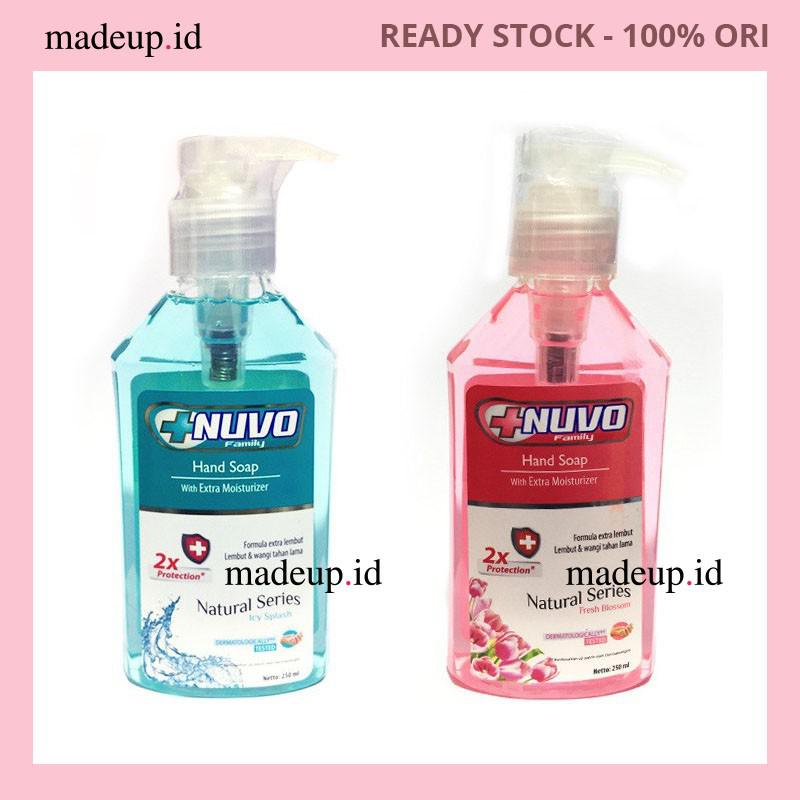 madeup.id
READY STOCK - 100% ORI
NUVO
Family
Hand Soap
With Extra Moisturizer
Formula extra lembut
Lembut & wangi tahan lama
2x
Protection*
madeup.id
Natural Series
Icy Splash
DERMATOLOGICALLY***
TESTED
Netto: 250 ml
NUVO
Family
Hand Soap
With Extra Moisturizer
Formula extra lembut
Lembut & wangi tahan lama
2x
Protection*
madeup.id
Natural Series
Fresh Blossom
DERMATOLOGICALLY***
TESTED
Netto: 250 ml